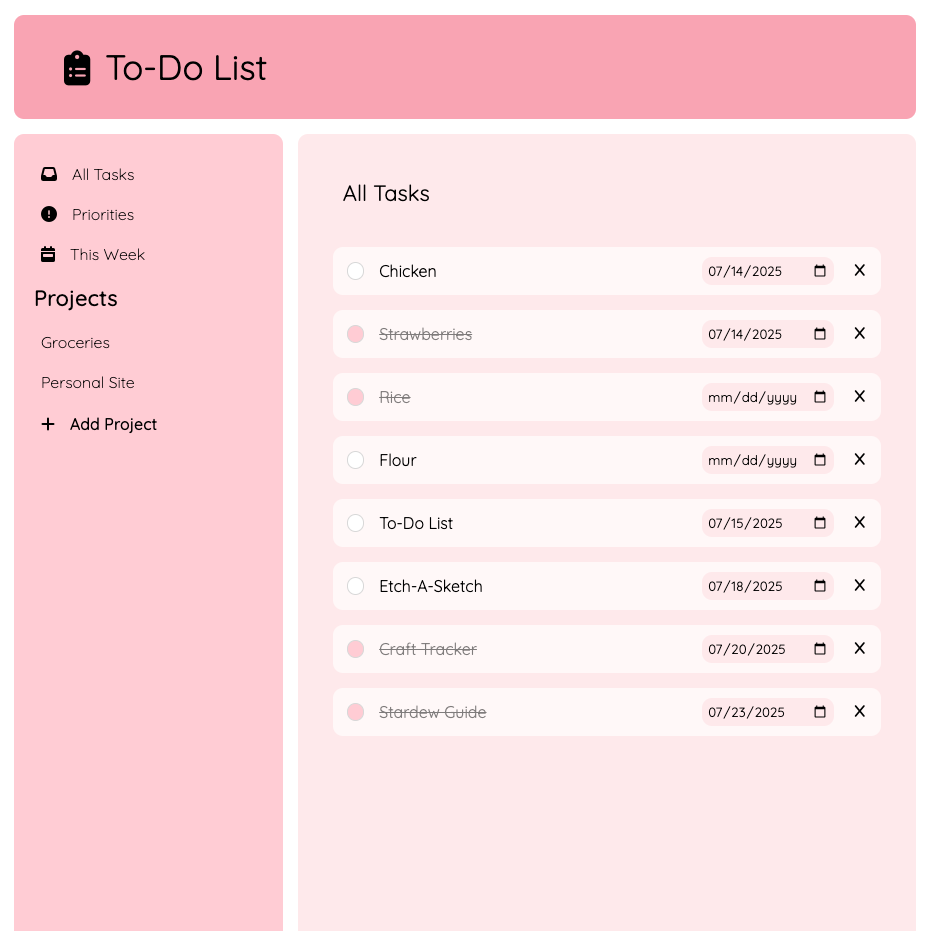 To-Do List
All Tasks
Priorities
This Week
Projects
Groceries
Personal Site
+ Add Project
All Tasks
Chicken 07/14/2025 X
Strawberries 07/14/2025 X
Rice mm/dd/yyyy X
Flour mm/dd/yyyy X
To-Do List 07/15/2025 X
Etch-A-Sketch 07/18/2025 X
Craft Tracker 07/20/2025 X
Stardew Guide 07/23/2025 X